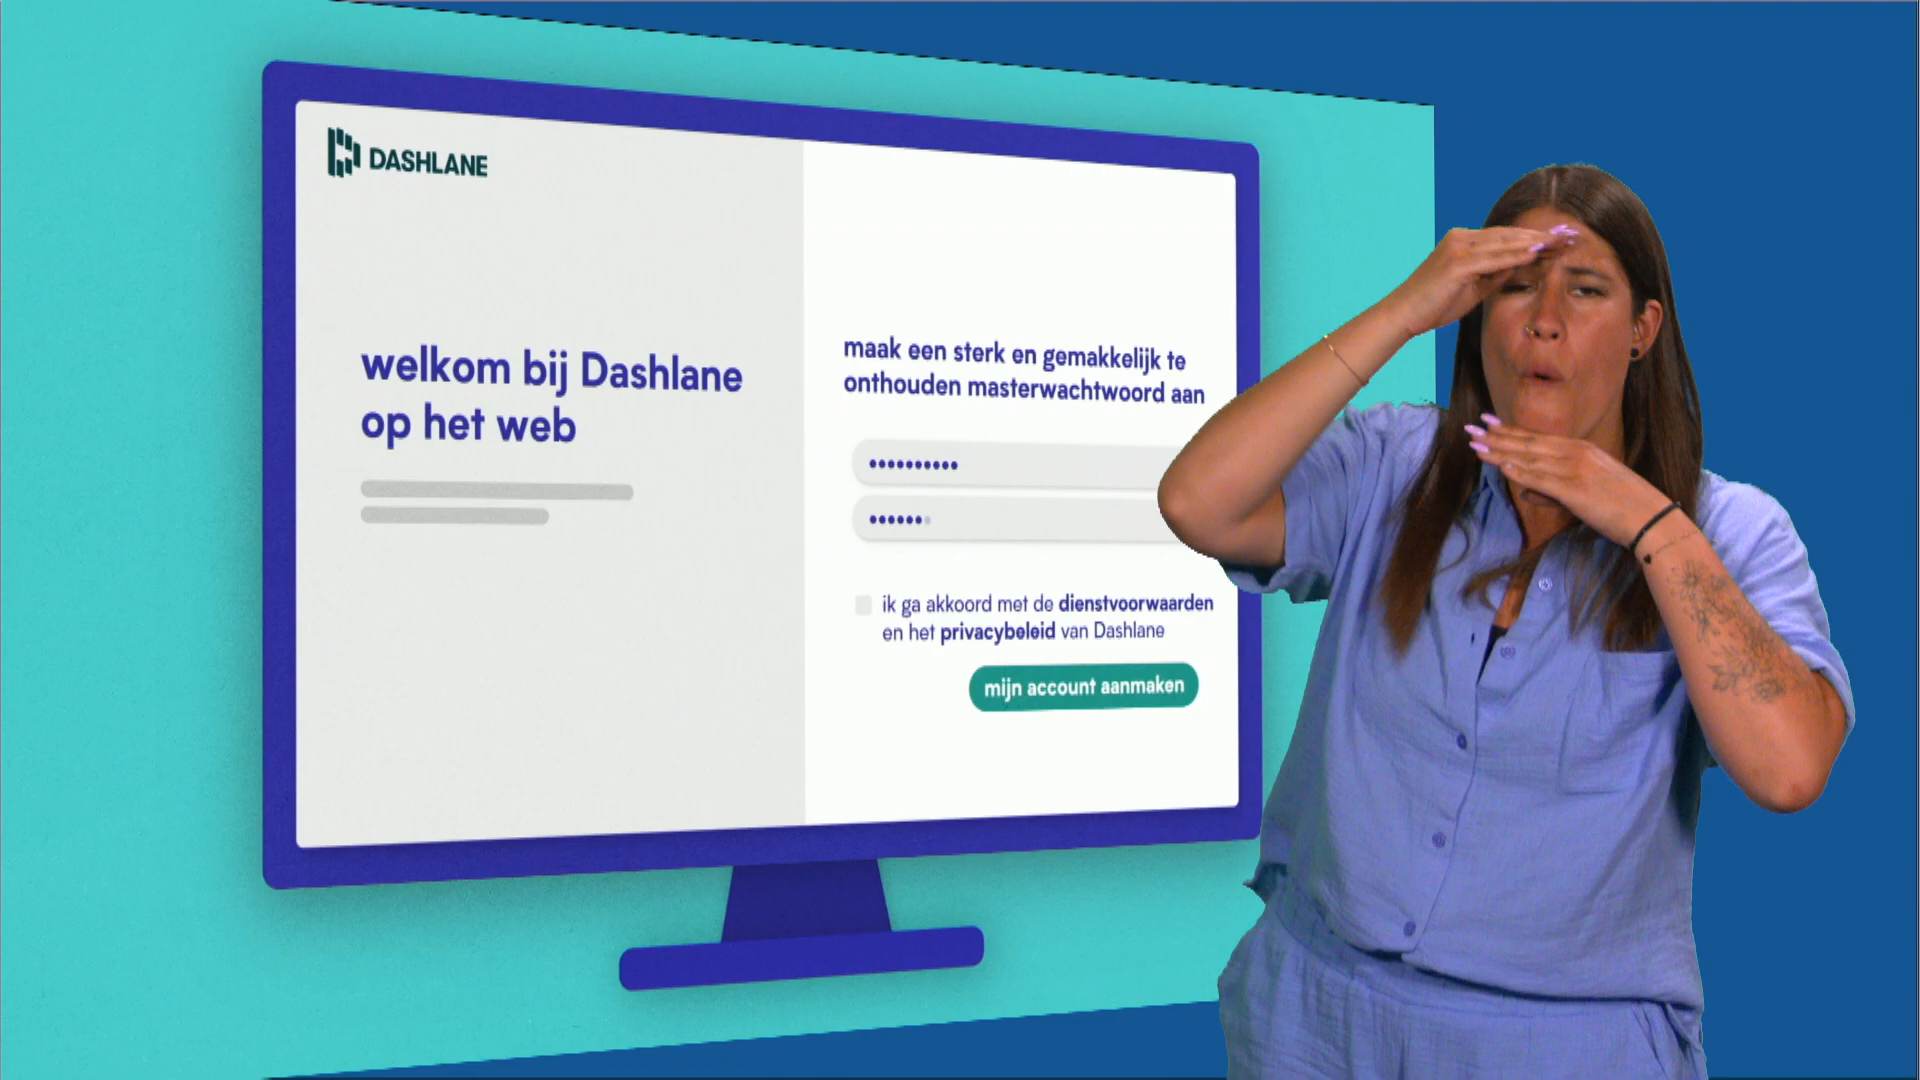 DASHLANE
welkom bij Dashlane
op het web
maak een sterk en gemakkelijk te
onthouden masterwachtwoord aan
ik ga akkoord met de dienstvoorwaarden
en het privacybeleid van Dashlane
mijn account aanmaken